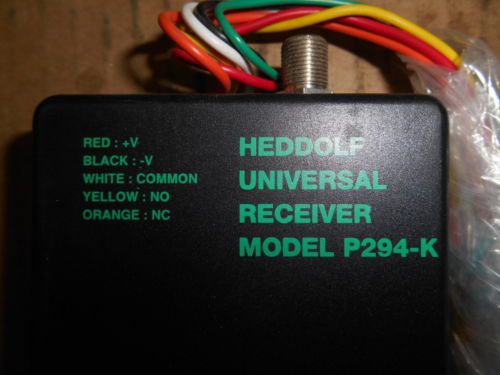 RED : +V
BLACK : -V
WHITE : COMMON
YELLOW : NO
ORANGE : NC
HEDDOLF
UNIVERSAL
RECEIVER
MODEL P294-K